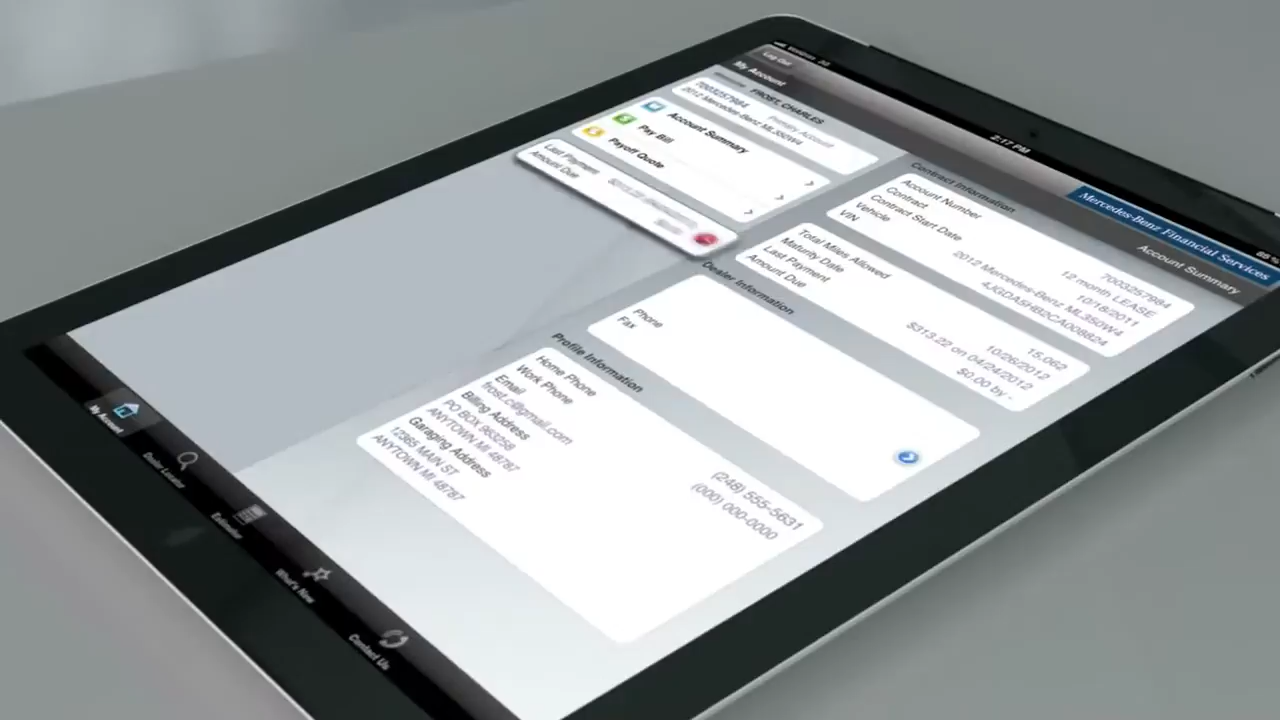 Verizon 3G
2:17 PM
Log Out
Mercedes-Benz Financial Services
My Account
Account Summary
FROST, CHARLES
7003257984
Primary Account
2012 Mercedes-Benz ML350W4
Account Summary
Pay Bill
Payoff Quote
Last Payment
Amount Due
Contract Information
Account Number 7003257984
Contract 12 month LEASE
Contract Start Date 10/18/2011
Vehicle 2012 Mercedes-Benz ML350W4
VIN 4JGDA5HB2CA008824
Total Miles Allowed 15,062
Maturity Date 10/26/2012
Last Payment $313.22 on 04/24/2012
Amount Due $0.00 by -
Dealer Information
Phone
Fax
Profile Information
Home Phone (248) 555-5631
Work Phone (000) 000-0000
Email
frost.c@gmail.com
Billing Address
PO BOX 963258
ANYTOWN MI 48787
Garaging Address
12365 MAIN ST
ANYTOWN MI 48787
My Account
Dealer Locator
Estimator
What's New
Contact Us